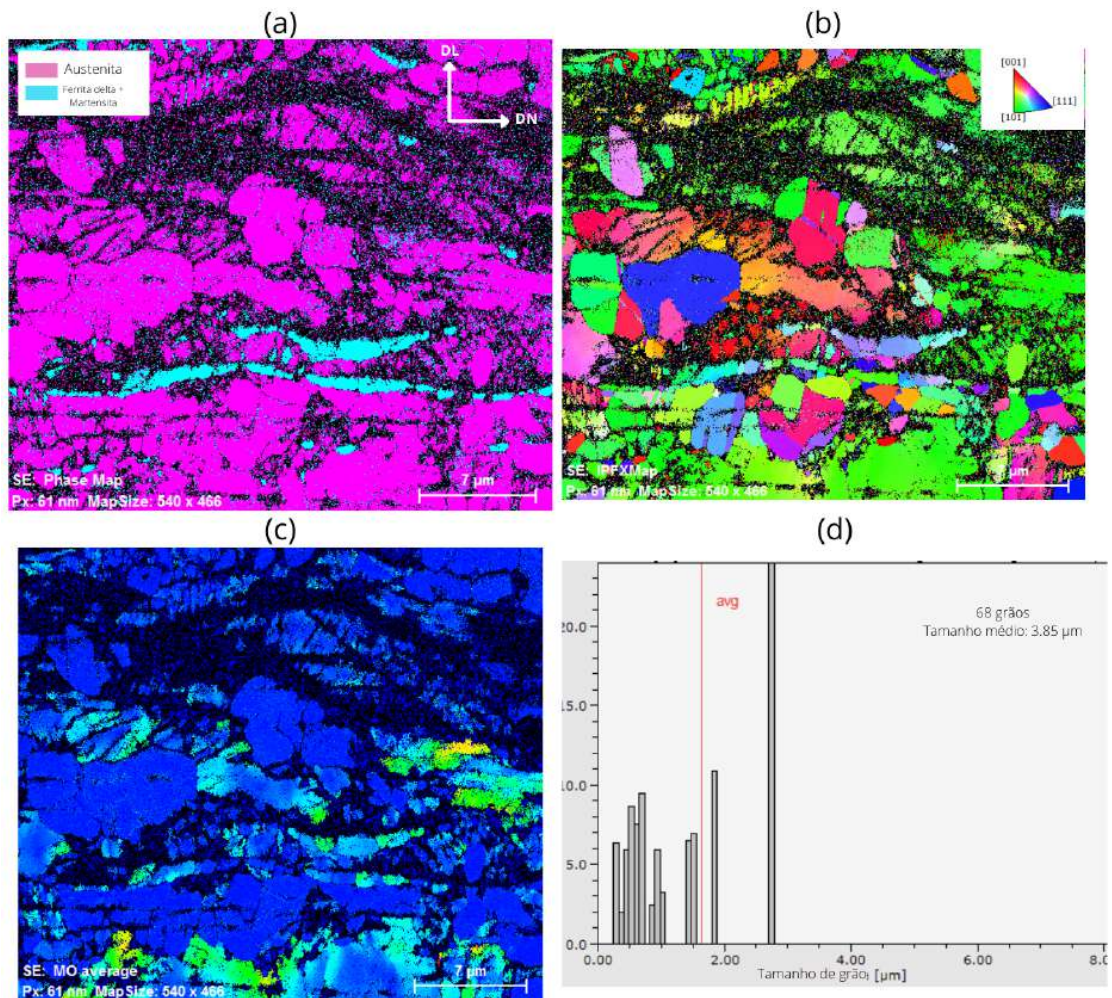 (a)
Austenita
Ferrita delta +
Martensita
DL
DN
SE: Phase Map
Px: 61 nm MapSize: 540 x 466
7 µm
(b)
[001]
[111]
[101]
SE: IPFXMap
Px: 61 nm MapSize: 540 x 466
µm
(c)
SE: MO average
Px: 61 nm MapSize: 540 x 466
7 µm
(d)
avg
68 grãos
Tamanho médio: 3.85 µm
20.0
15.0
10.0
5.0
0.0
0.00 2.00 4.00 6.00 8.0
Tamanho de grão [µm]